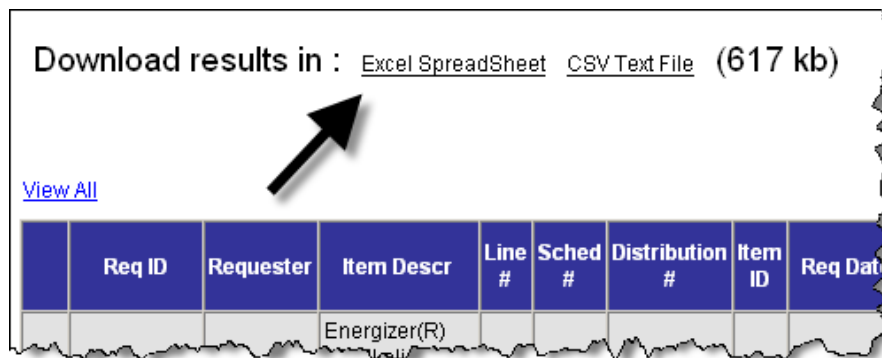 Download results in : Excel SpreadSheet CSV Text File (617 kb)
View All
Req ID Requester Item Descr Line # Sched # Distribution # Item ID Req Dat
Energizer(R)